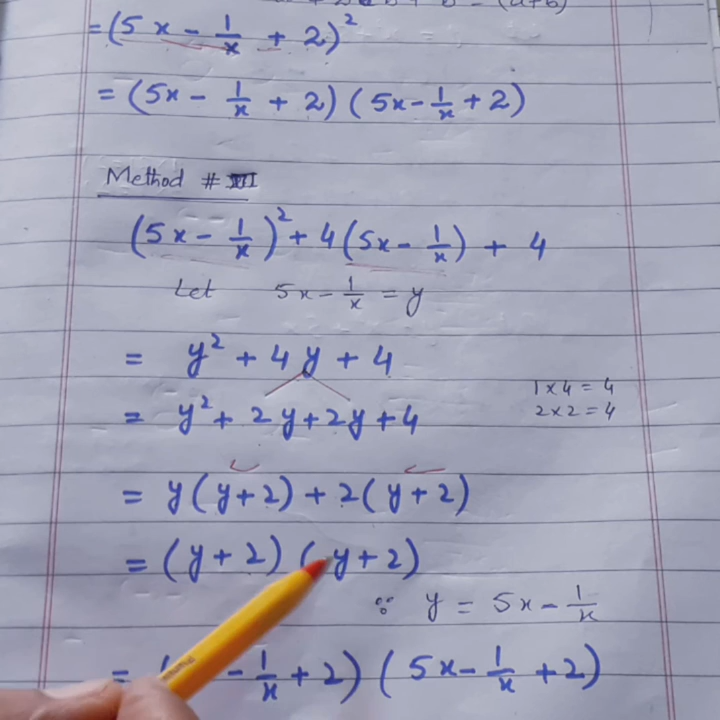 = (5x - 1/x + 2)²
= (5x - 1/x + 2) (5x - 1/x + 2)
Method # III
(5x - 1/x)² + 4(5x - 1/x) + 4
Let 5x - 1/x = y
= y² + 4y + 4
1 x 4 = 4
= y² + 2y + 2y + 4
2 x 2 = 4
= y(y+2) + 2(y+2)
= (y+2) (y+2)
∵ y = 5x - 1/x
= ( - 1/x + 2) (5x - 1/x + 2)